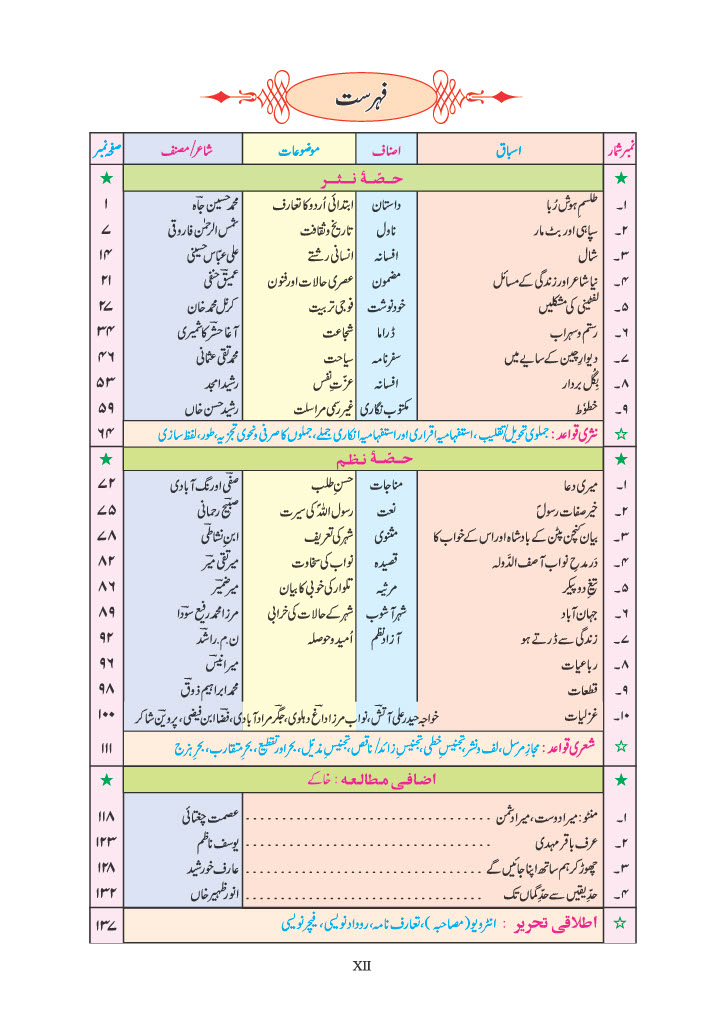 فہرست
نمبر شمار اسباق اصناف موضوعات شاعر/مصنف صفحہ نمبر
★ حصّۂ نثر ★
۱۔ طلسمِ ہوش رُبا داستان ابتدائی اُردو کا تعارف محمد حسین جاہؔ ۱
۲۔ سپاہی اور بٹ مار ناول تاریخ و ثقافت شمس الرحمٰن فاروقی ۷
۳۔ شال افسانہ انسانی رشتے علی عبّاس حسینی ۱۴
۴۔ نیا شاعر اور زندگی کے مسائل مضمون عصری حالات اور فنون عمیق حنفی ۲۱
۵۔ لفٹینی کی مشکلیں خودنوشت فوجی تربیت کرنل محمد خان ۲۷
۶۔ رستم و سہراب ڈراما شجاعت آغا حشرؔ کاشمیری ۳۴
۷۔ دیوارِ چین کے سایے میں سفرنامہ سیاحت محمد تقی عثمانی ۴۶
۸۔ بگل بردار افسانہ عزّتِ نفس رشید امجد ۵۳
۹۔ خطوط مکتوب نگاری غیر رسمی مراسلت رشید حسن خاں ۵۹
☆ نثری قواعد : جملوی تحویل/تقلیب، استفہامیہ اقراری اور استفہامیہ انکاری جملے، جملوں کا صرفی و نحوی تجزیہ، طور، لفظ سازی ۶۴
★ حصّۂ نظم ★
۱۔ میری دعا مناجات حسنِ طلب صفیؔ اورنگ آبادی ۷۲
۲۔ خیر صفات رسولؐ نعت رسول اللہؐ کی سیرت صبیحؔ رحمانی ۷۵
۳۔ بیان کنچن پٹن کے بادشاہ اور اس کے خواب کا مثنوی شہر کی تعریف ابنِ نشاطیؔ ۷۸
۴۔ در مدحِ نواب آصف الدّولہ قصیدہ نواب کی سخاوت میر تقی میرؔ ۸۲
۵۔ تیغِ دو پیکر مرثیہ تلوار کی خوبی کا بیان میر ضمیرؔ ۸۶
۶۔ جہان آباد شہر آشوب شہر کے حالات کی خرابی مرزا محمد رفیع سوداؔ ۸۹
۷۔ زندگی سے ڈرتے ہو آزاد نظم اُمید و حوصلہ ن۔م۔ راشدؔ ۹۲
۸۔ رباعیات میر انیسؔ ۹۶
۹۔ قطعات محمد ابراہیم ذوقؔ ۹۸
۱۰۔ غزلیات خواجہ حیدر علی آتشؔ، نواب مرزا داغؔ دہلوی، جگرؔ مراد آبادی، فضاؔ ابنِ فیضی، پروین شاکر ۱۰۰
☆ شعری قواعد : مجازِ مرسل، لف و نشر، تجنیسِ خطی، تجنیسِ زائد/ناقص، تجنیسِ مذیّل، بحر اور تقطیع، بحرِ متقارب، بحرِ ہزج ۱۱۱
★ اضافی مطالعہ : خاکے ★
۱۔ منٹو : میرا دوست، میرا دشمن عصمت چغتائی ۱۱۸
۲۔ عرف باقر مہدی یوسف ناظم ۱۲۳
۳۔ چھوڑ کر ہم ساتھ اپنا جائیں گے عارف خورشید ۱۲۸
۴۔ حدِّ یقیں سے حدِّ گماں تک انور ظہیر خاں ۱۳۲
☆ اطلاقی تحریر : انٹرویو (مصاحبہ)، تعارف نامہ، روداد نویسی، فیچر نویسی ۱۳۷
XII